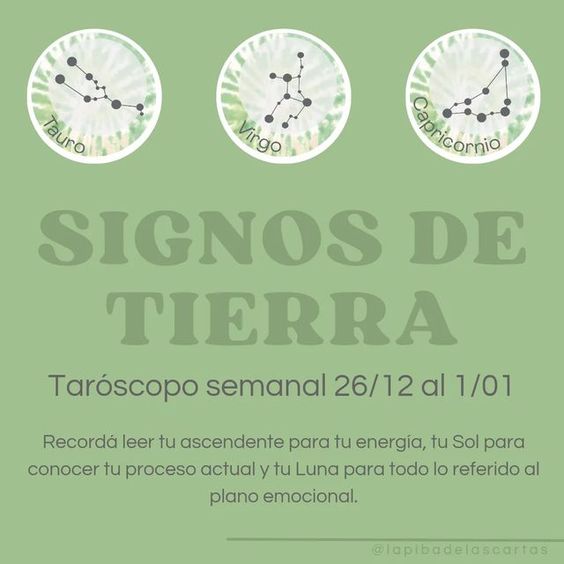 Tauro
Virgo
Capricornio
SIGNOS DE
TIERRA
Taróscopo semanal 26/12 al 1/01
Recordá leer tu ascendente para tu energía, tu Sol para
conocer tu proceso actual y tu Luna para todo lo referido al
plano emocional.
@lapibadelascartas